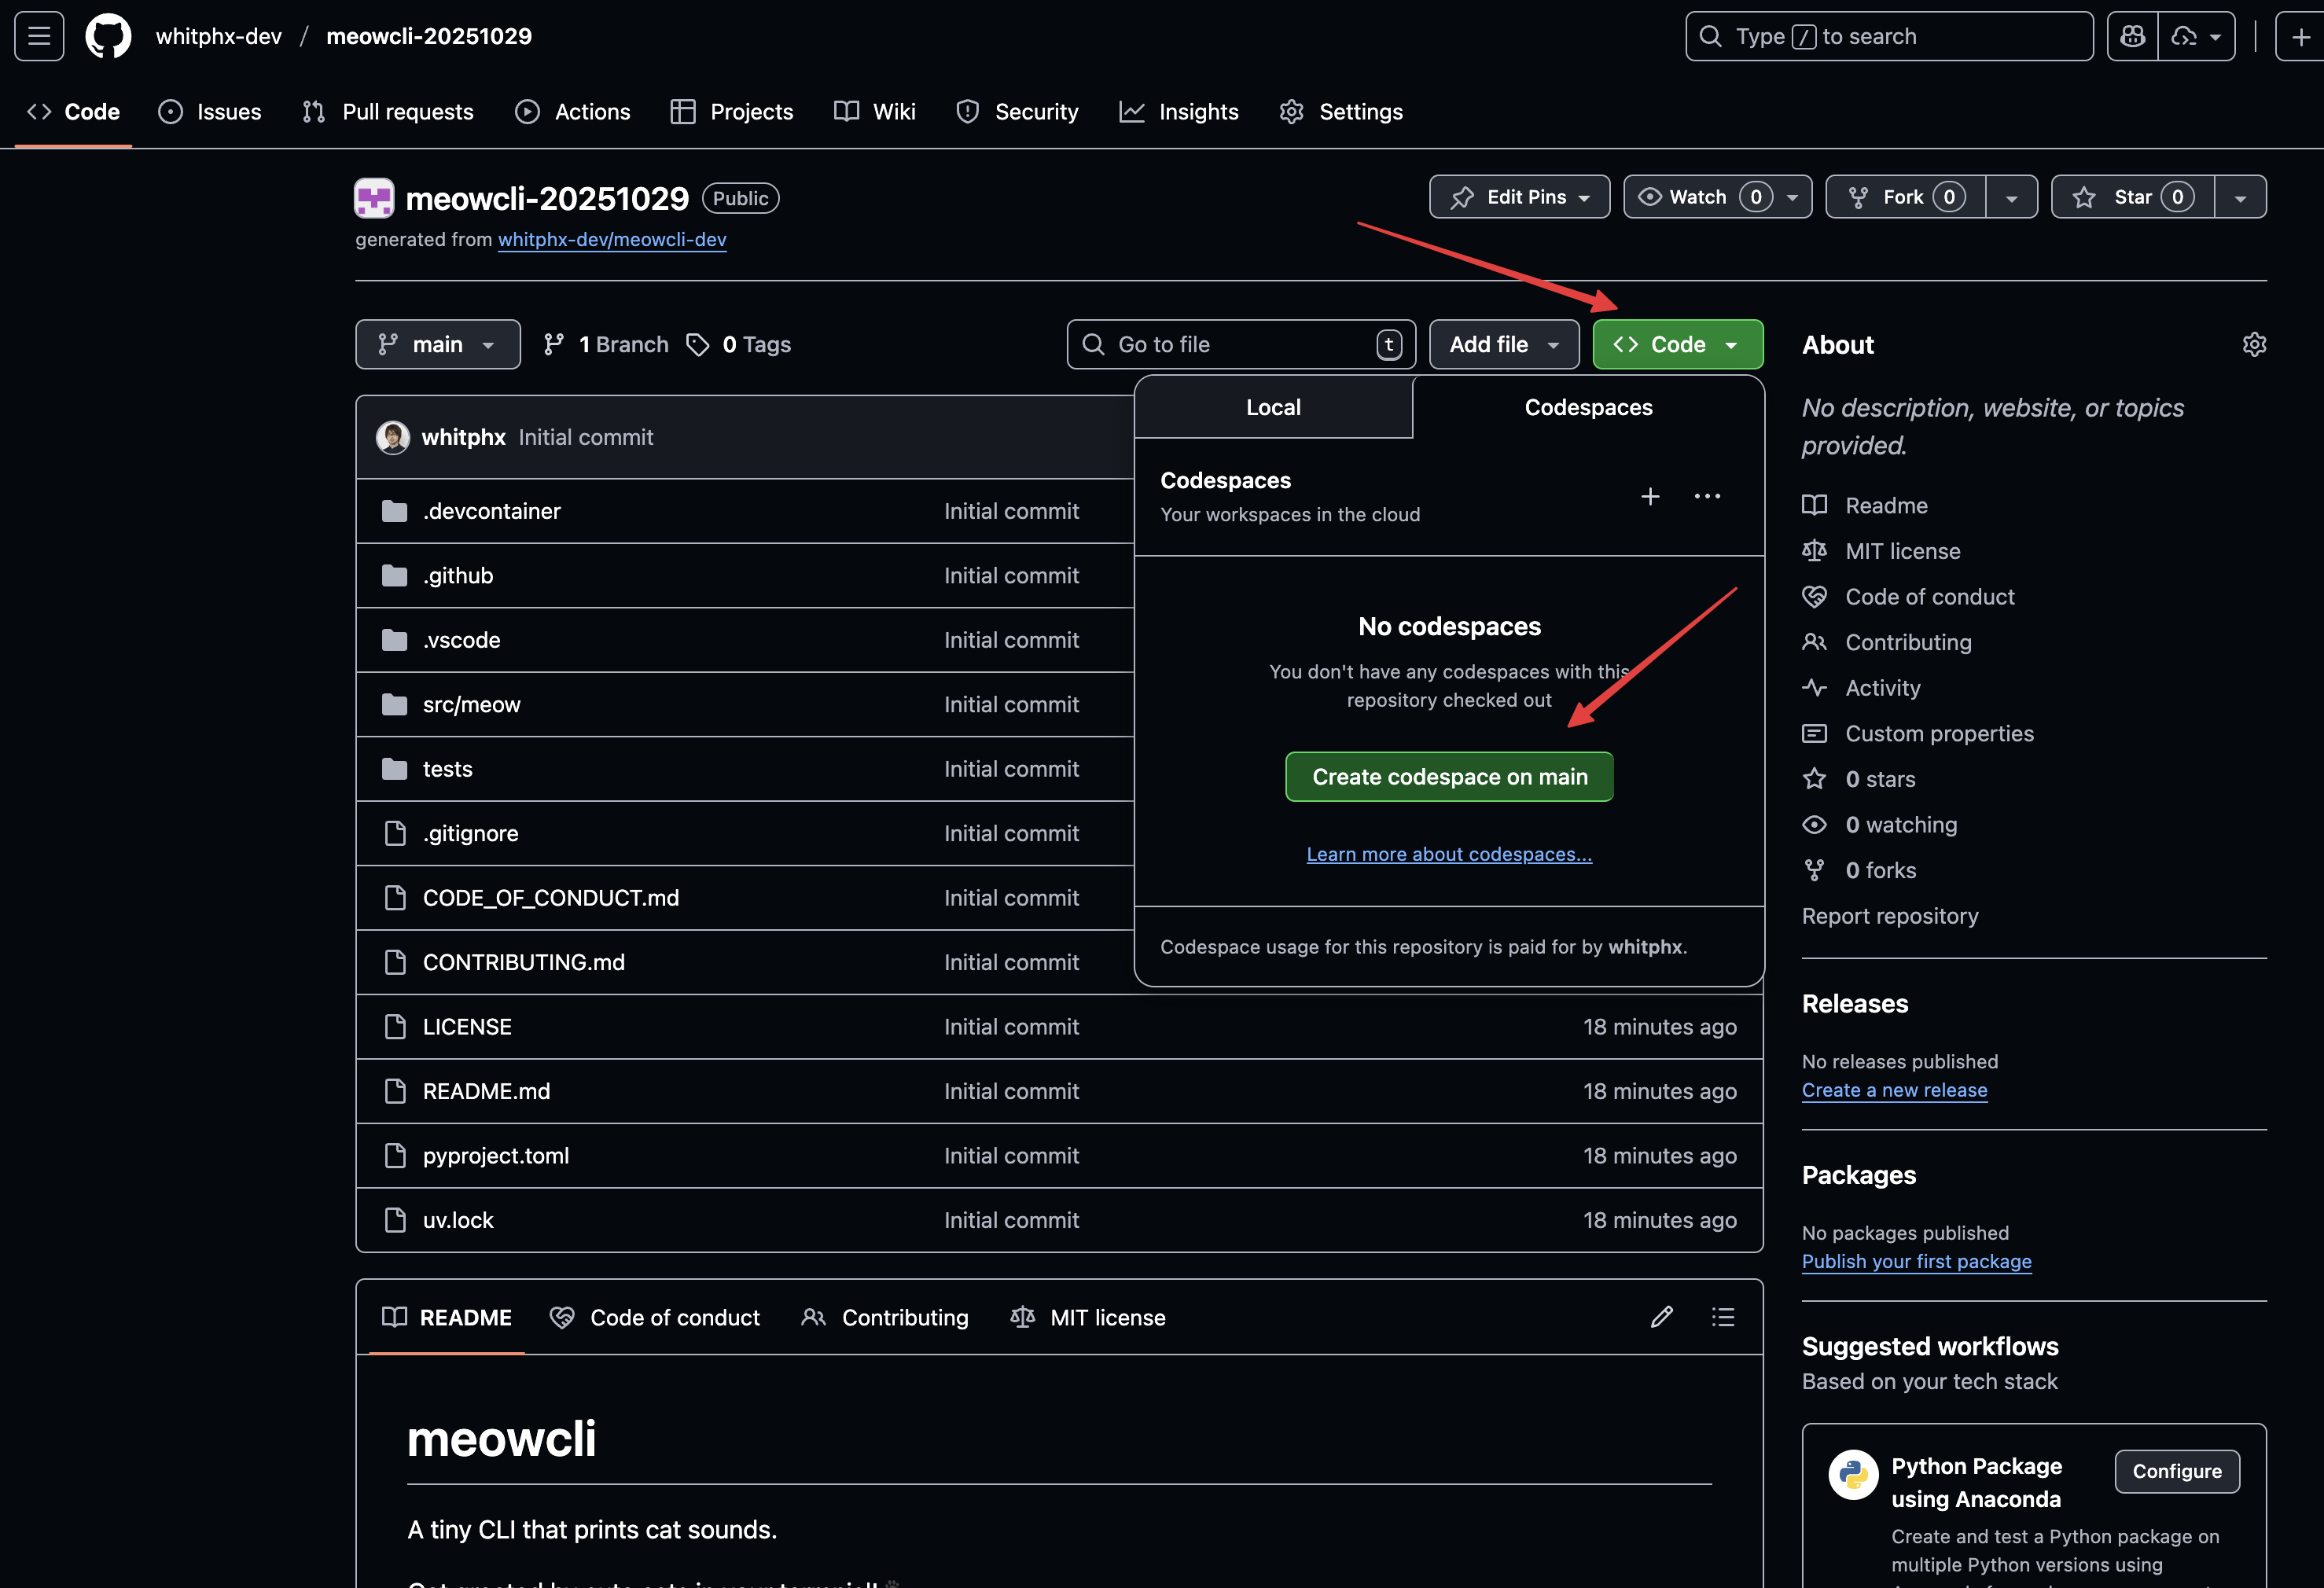 whitphx-dev / meowcli-20251029
Type / to search
Code
Issues
Pull requests
Actions
Projects
Wiki
Security
Insights
Settings
meowcli-20251029 Public
Edit Pins
Watch 0
Fork 0
Star 0
generated from whitphx-dev/meowcli-dev
main
1 Branch
0 Tags
Go to file t
Add file
Code
Local
Codespaces
Codespaces
Your workspaces in the cloud
No codespaces
You don't have any codespaces with this
repository checked out
Create codespace on main
Learn more about codespaces...
Codespace usage for this repository is paid for by whitphx.
whitphx Initial commit
.devcontainer Initial commit
.github Initial commit
.vscode Initial commit
src/meow Initial commit
tests Initial commit
.gitignore Initial commit
CODE_OF_CONDUCT.md Initial commit
CONTRIBUTING.md Initial commit
LICENSE Initial commit 18 minutes ago
README.md Initial commit 18 minutes ago
pyproject.toml Initial commit 18 minutes ago
uv.lock Initial commit 18 minutes ago
README
Code of conduct
Contributing
MIT license
meowcli
A tiny CLI that prints cat sounds.
About
No description, website, or topics
provided.
Readme
MIT license
Code of conduct
Contributing
Activity
Custom properties
0 stars
0 watching
0 forks
Report repository
Releases
No releases published
Create a new release
Packages
No packages published
Publish your first package
Suggested workflows
Based on your tech stack
Python Package
using Anaconda
Configure
Create and test a Python package on
multiple Python versions using